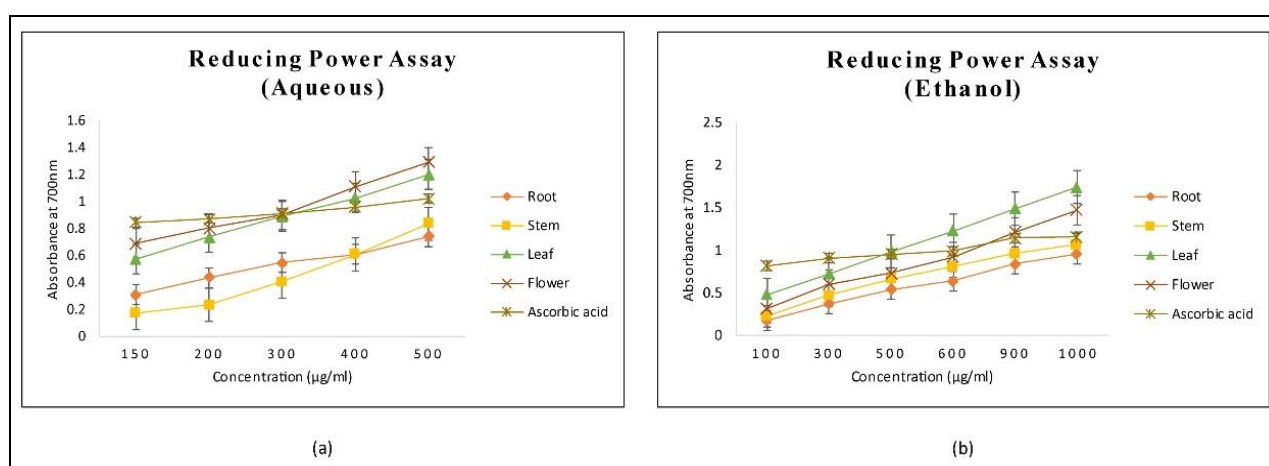 Reducing Power Assay
(Aqueous)
Absorbance at 700nm
1.6
1.4
1.2
1
0.8
0.6
0.4
0.2
0
150 200 300 400 500
Concentration (µg/ml)
Root
Stem
Leaf
Flower
Ascorbic acid
(a)
Reducing Power Assay
(Ethanol)
Absorbance at 700nm
2.5
2
1.5
1
0.5
0
100 300 500 600 900 1000
Concentration (µg/ml)
Root
Stem
Leaf
Flower
Ascorbic acid
(b)